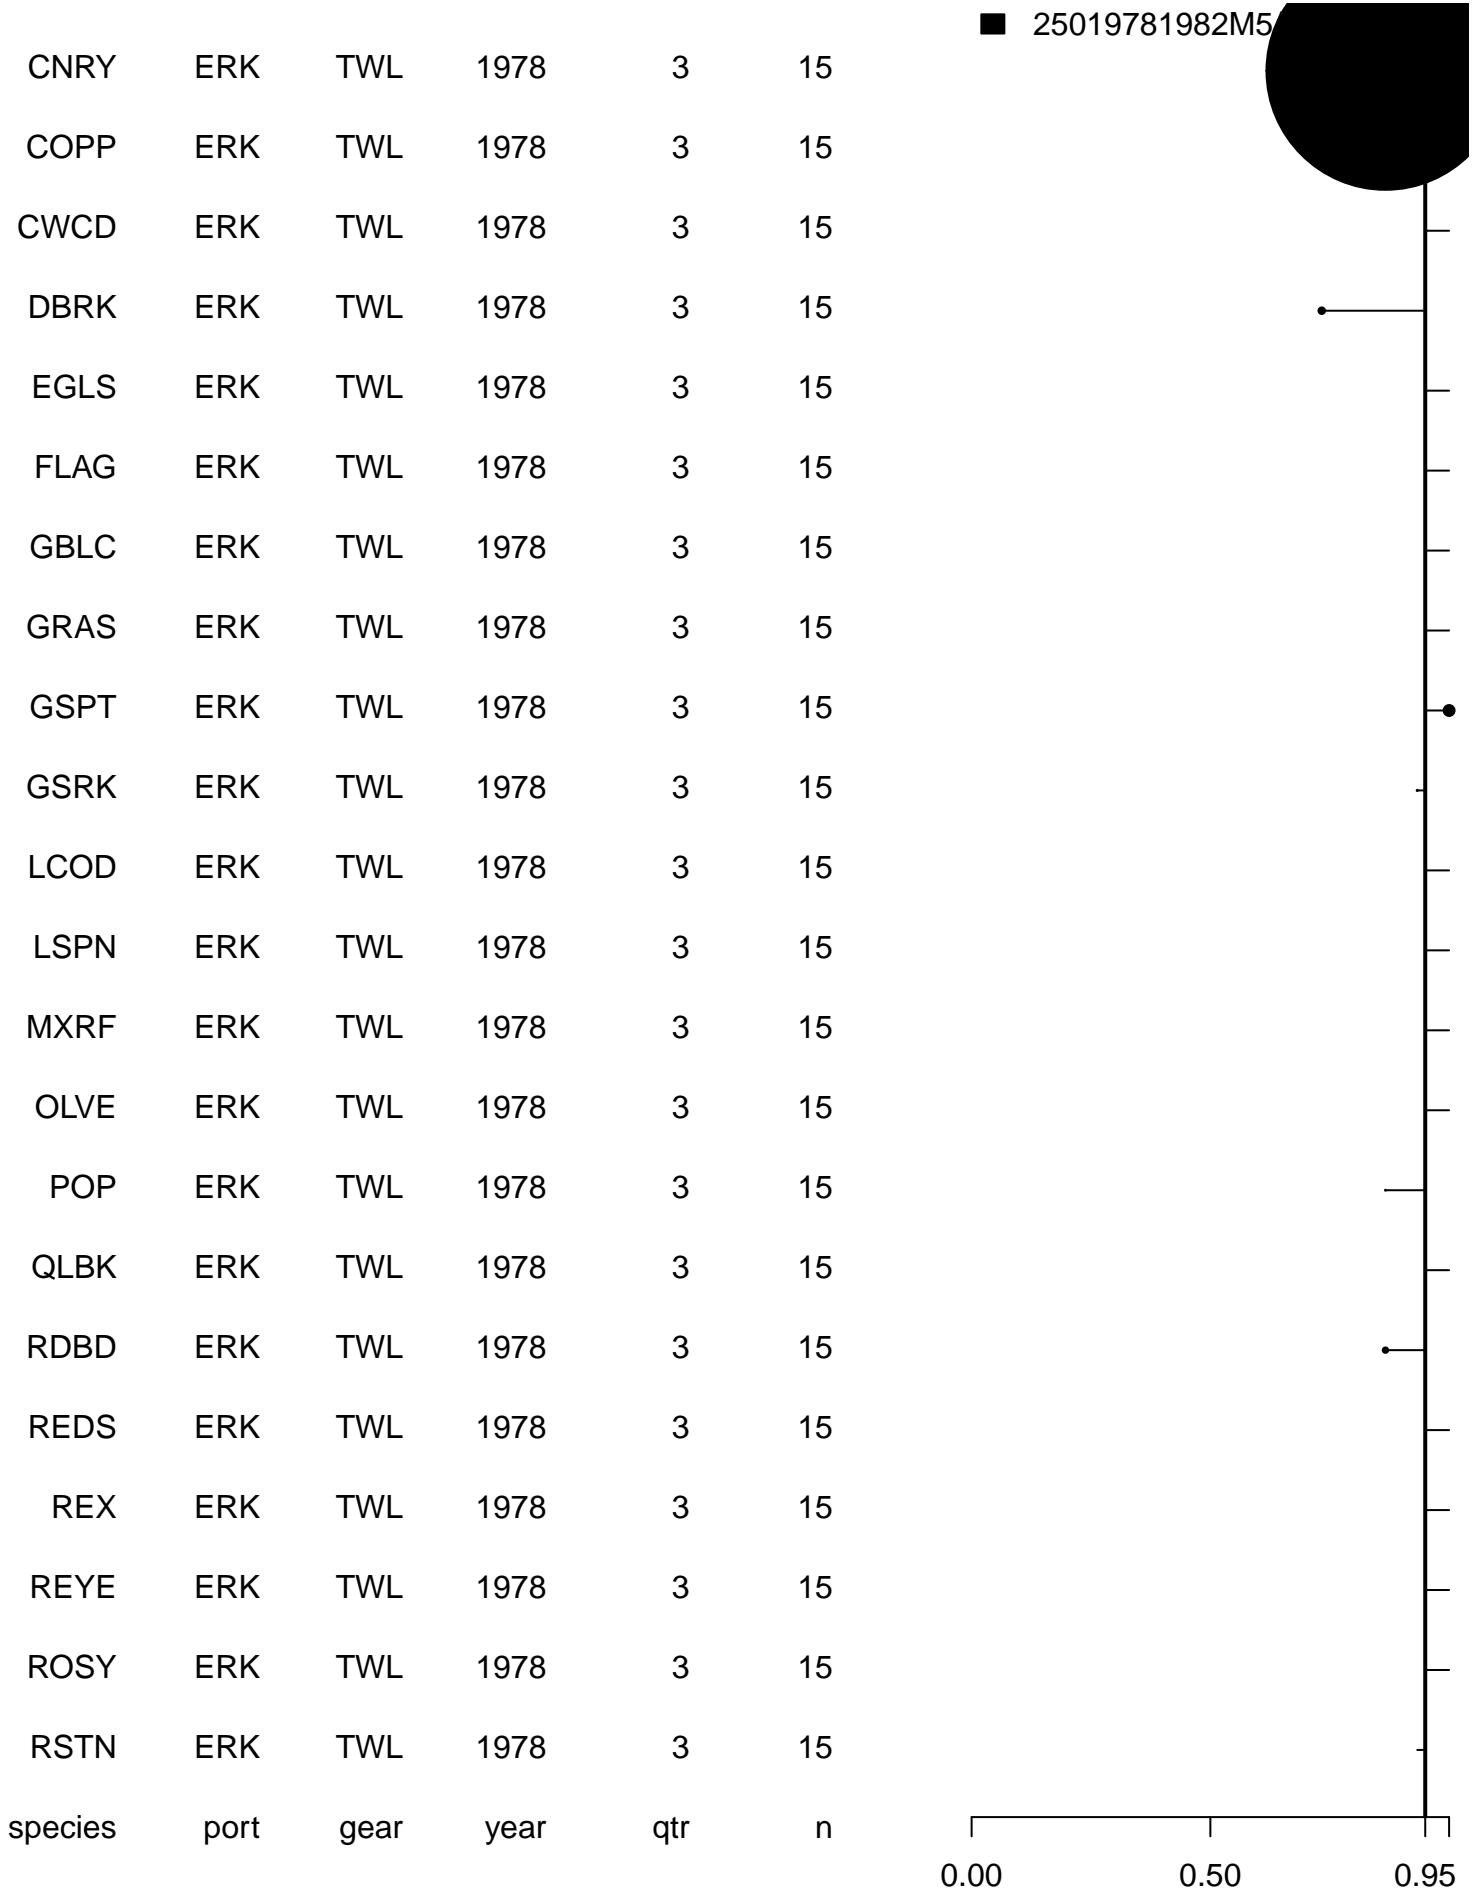 25019781982M5
CNRY ERK TWL 1978 3 15
COPP ERK TWL 1978 3 15
CWCD ERK TWL 1978 3 15
DBRK ERK TWL 1978 3 15
EGLS ERK TWL 1978 3 15
FLAG ERK TWL 1978 3 15
GBLC ERK TWL 1978 3 15
GRAS ERK TWL 1978 3 15
GSPT ERK TWL 1978 3 15
GSRK ERK TWL 1978 3 15
LCOD ERK TWL 1978 3 15
LSPN ERK TWL 1978 3 15
MXRF ERK TWL 1978 3 15
OLVE ERK TWL 1978 3 15
POP ERK TWL 1978 3 15
QLBK ERK TWL 1978 3 15
RDBD ERK TWL 1978 3 15
REDS ERK TWL 1978 3 15
REX ERK TWL 1978 3 15
REYE ERK TWL 1978 3 15
ROSY ERK TWL 1978 3 15
RSTN ERK TWL 1978 3 15
species port gear year qtr n
0.00 0.50 0.95